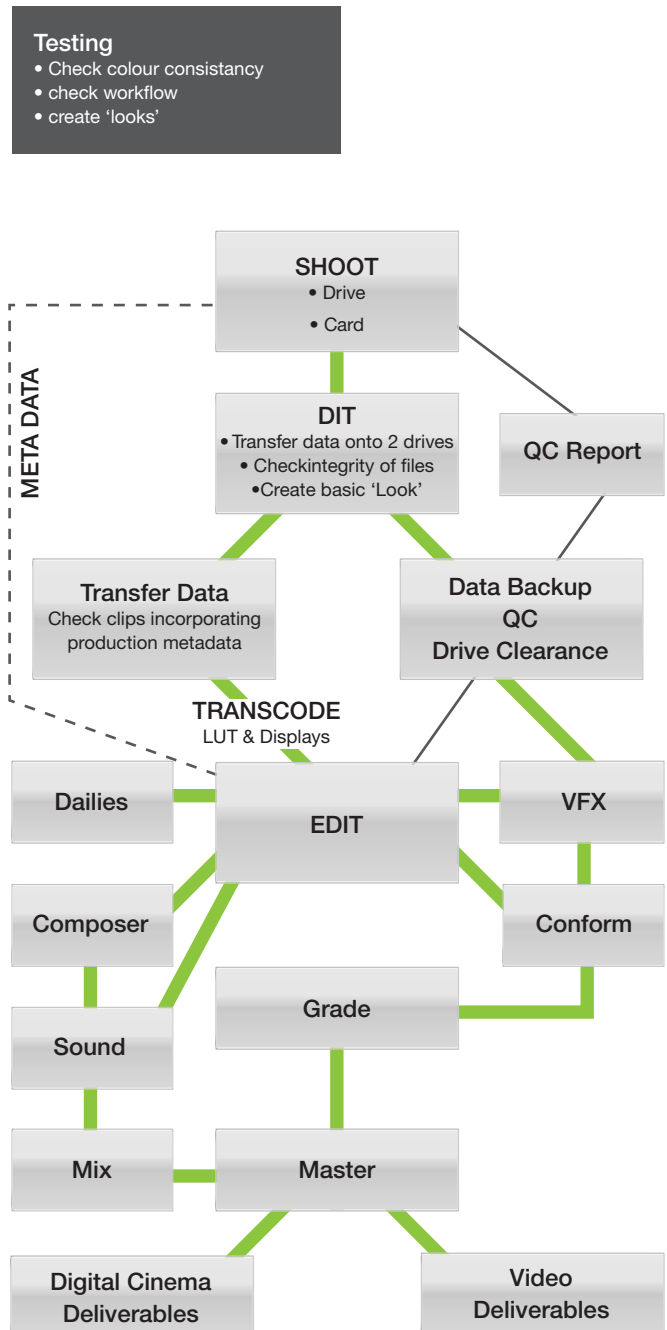 Testing
• Check colour consistancy
• check workflow
• create ‘looks’
SHOOT
• Drive
• Card
META DATA
DIT
• Transfer data onto 2 drives
• Checkintegrity of files
•Create basic ‘Look’
QC Report
Transfer Data
Check clips incorporating
production metadata
Data Backup
QC
Drive Clearance
TRANSCODE
LUT & Displays
Dailies
EDIT
VFX
Composer
Conform
Grade
Sound
Mix
Master
Digital Cinema
Deliverables
Video
Deliverables